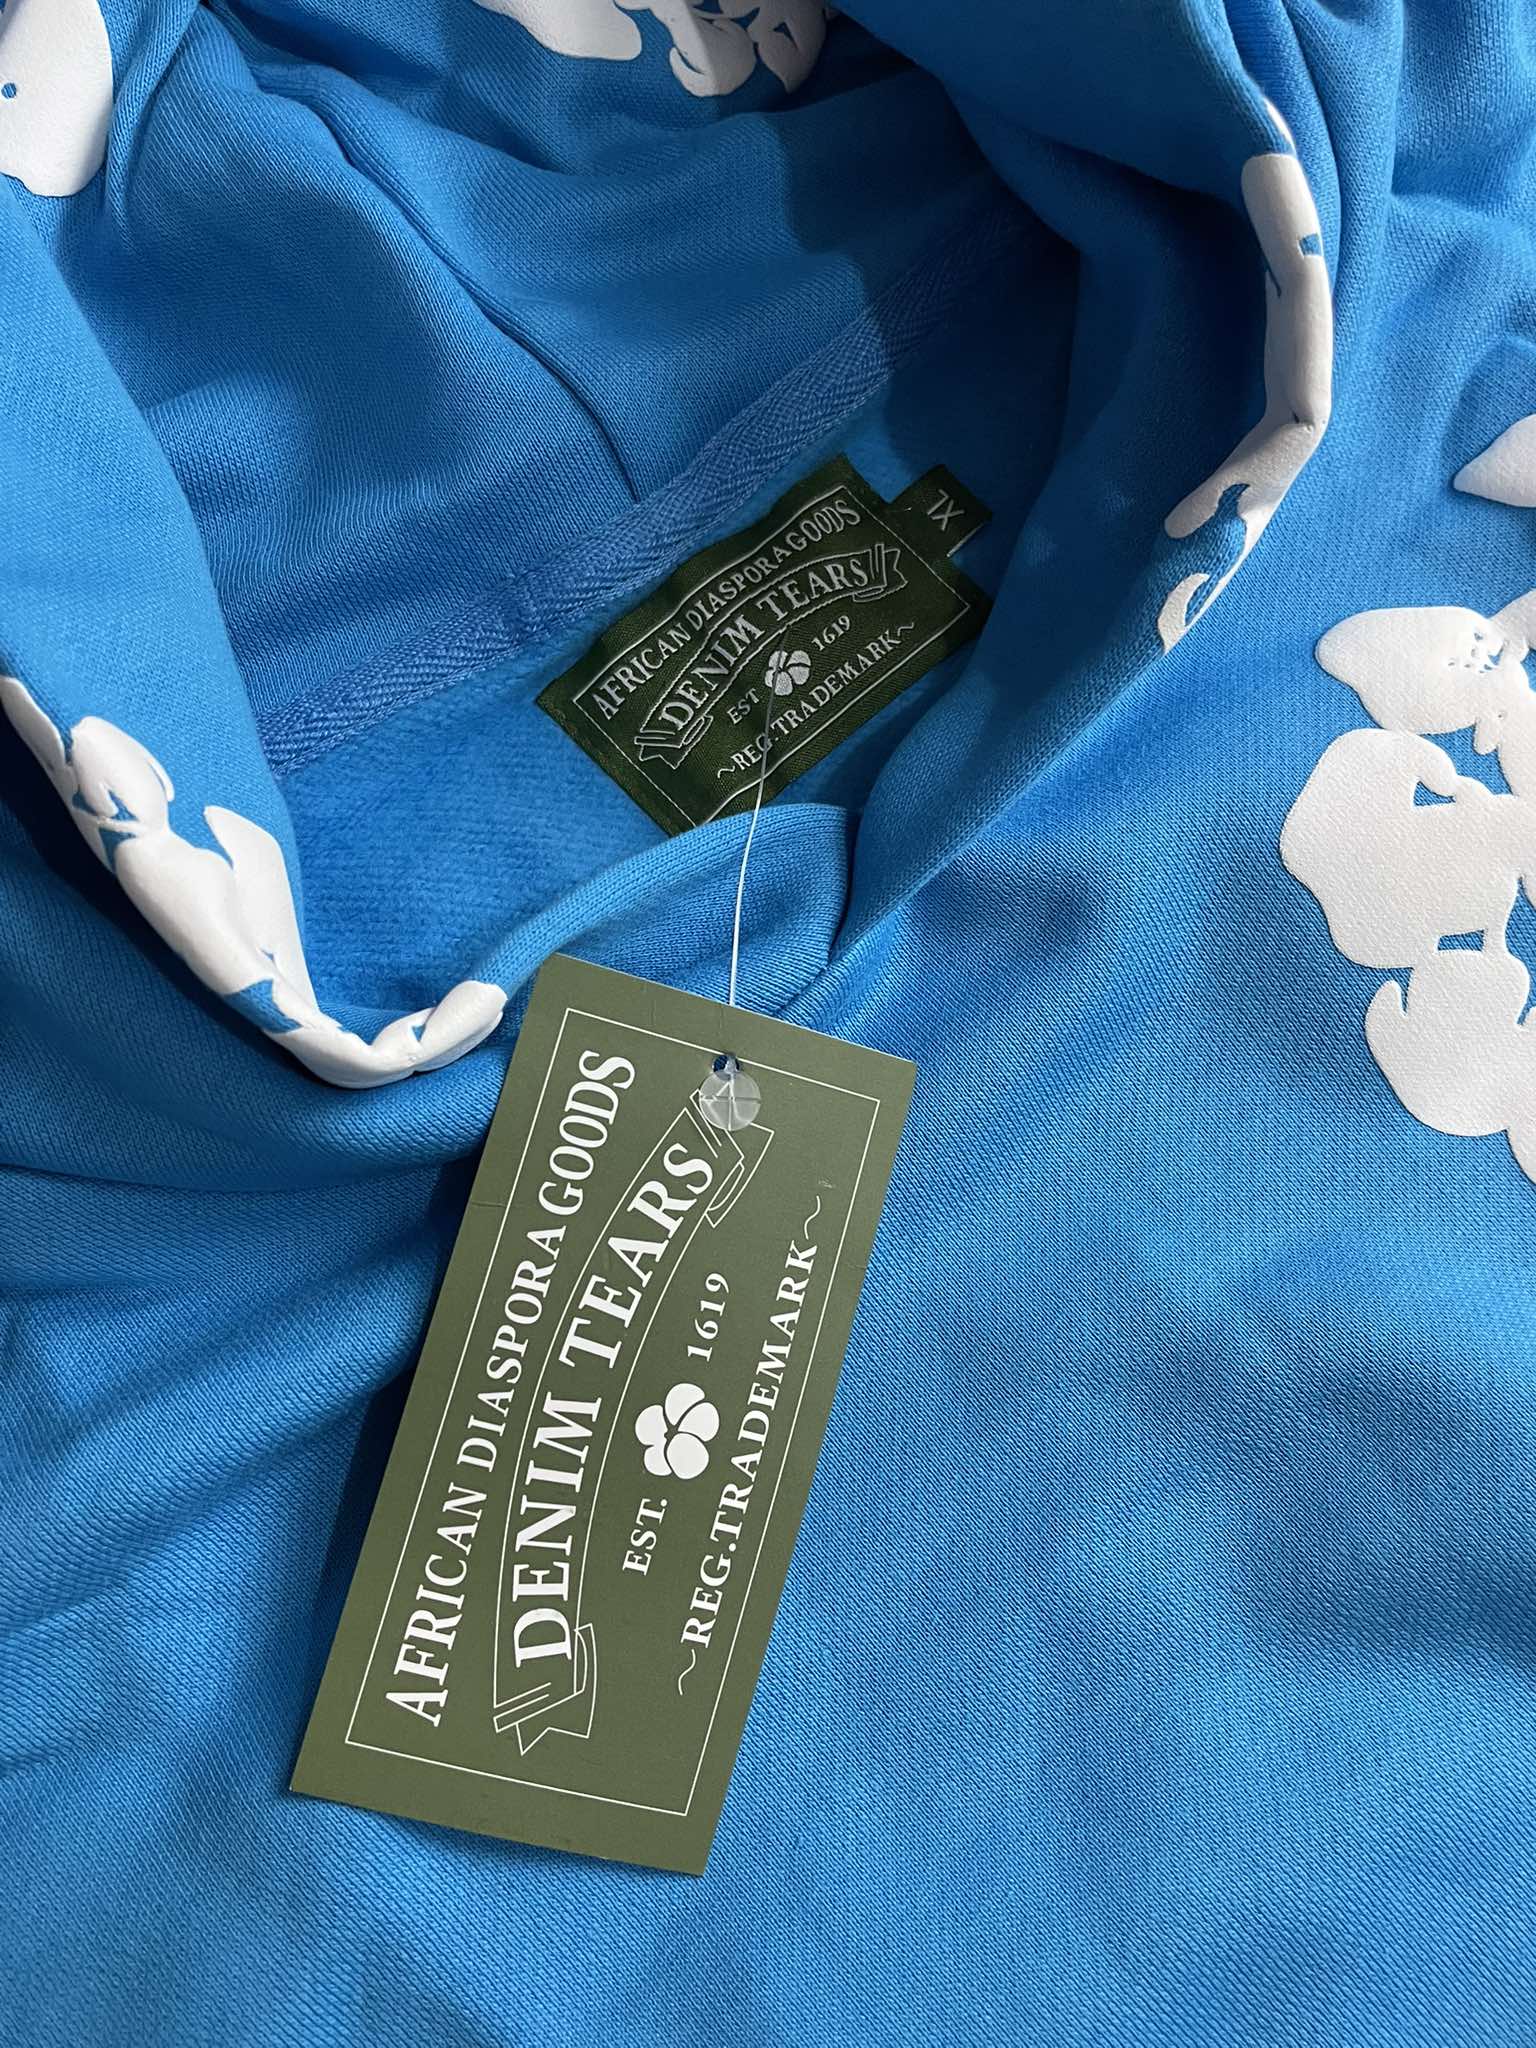 XL
AFRICAN DIASPORA GOODS
DENIM TEARS
EST 1619
~REG.TRADEMARK~
AFRICAN DIASPORA GOODS
DENIM TEARS
EST. 1619
~REG.TRADEMARK~